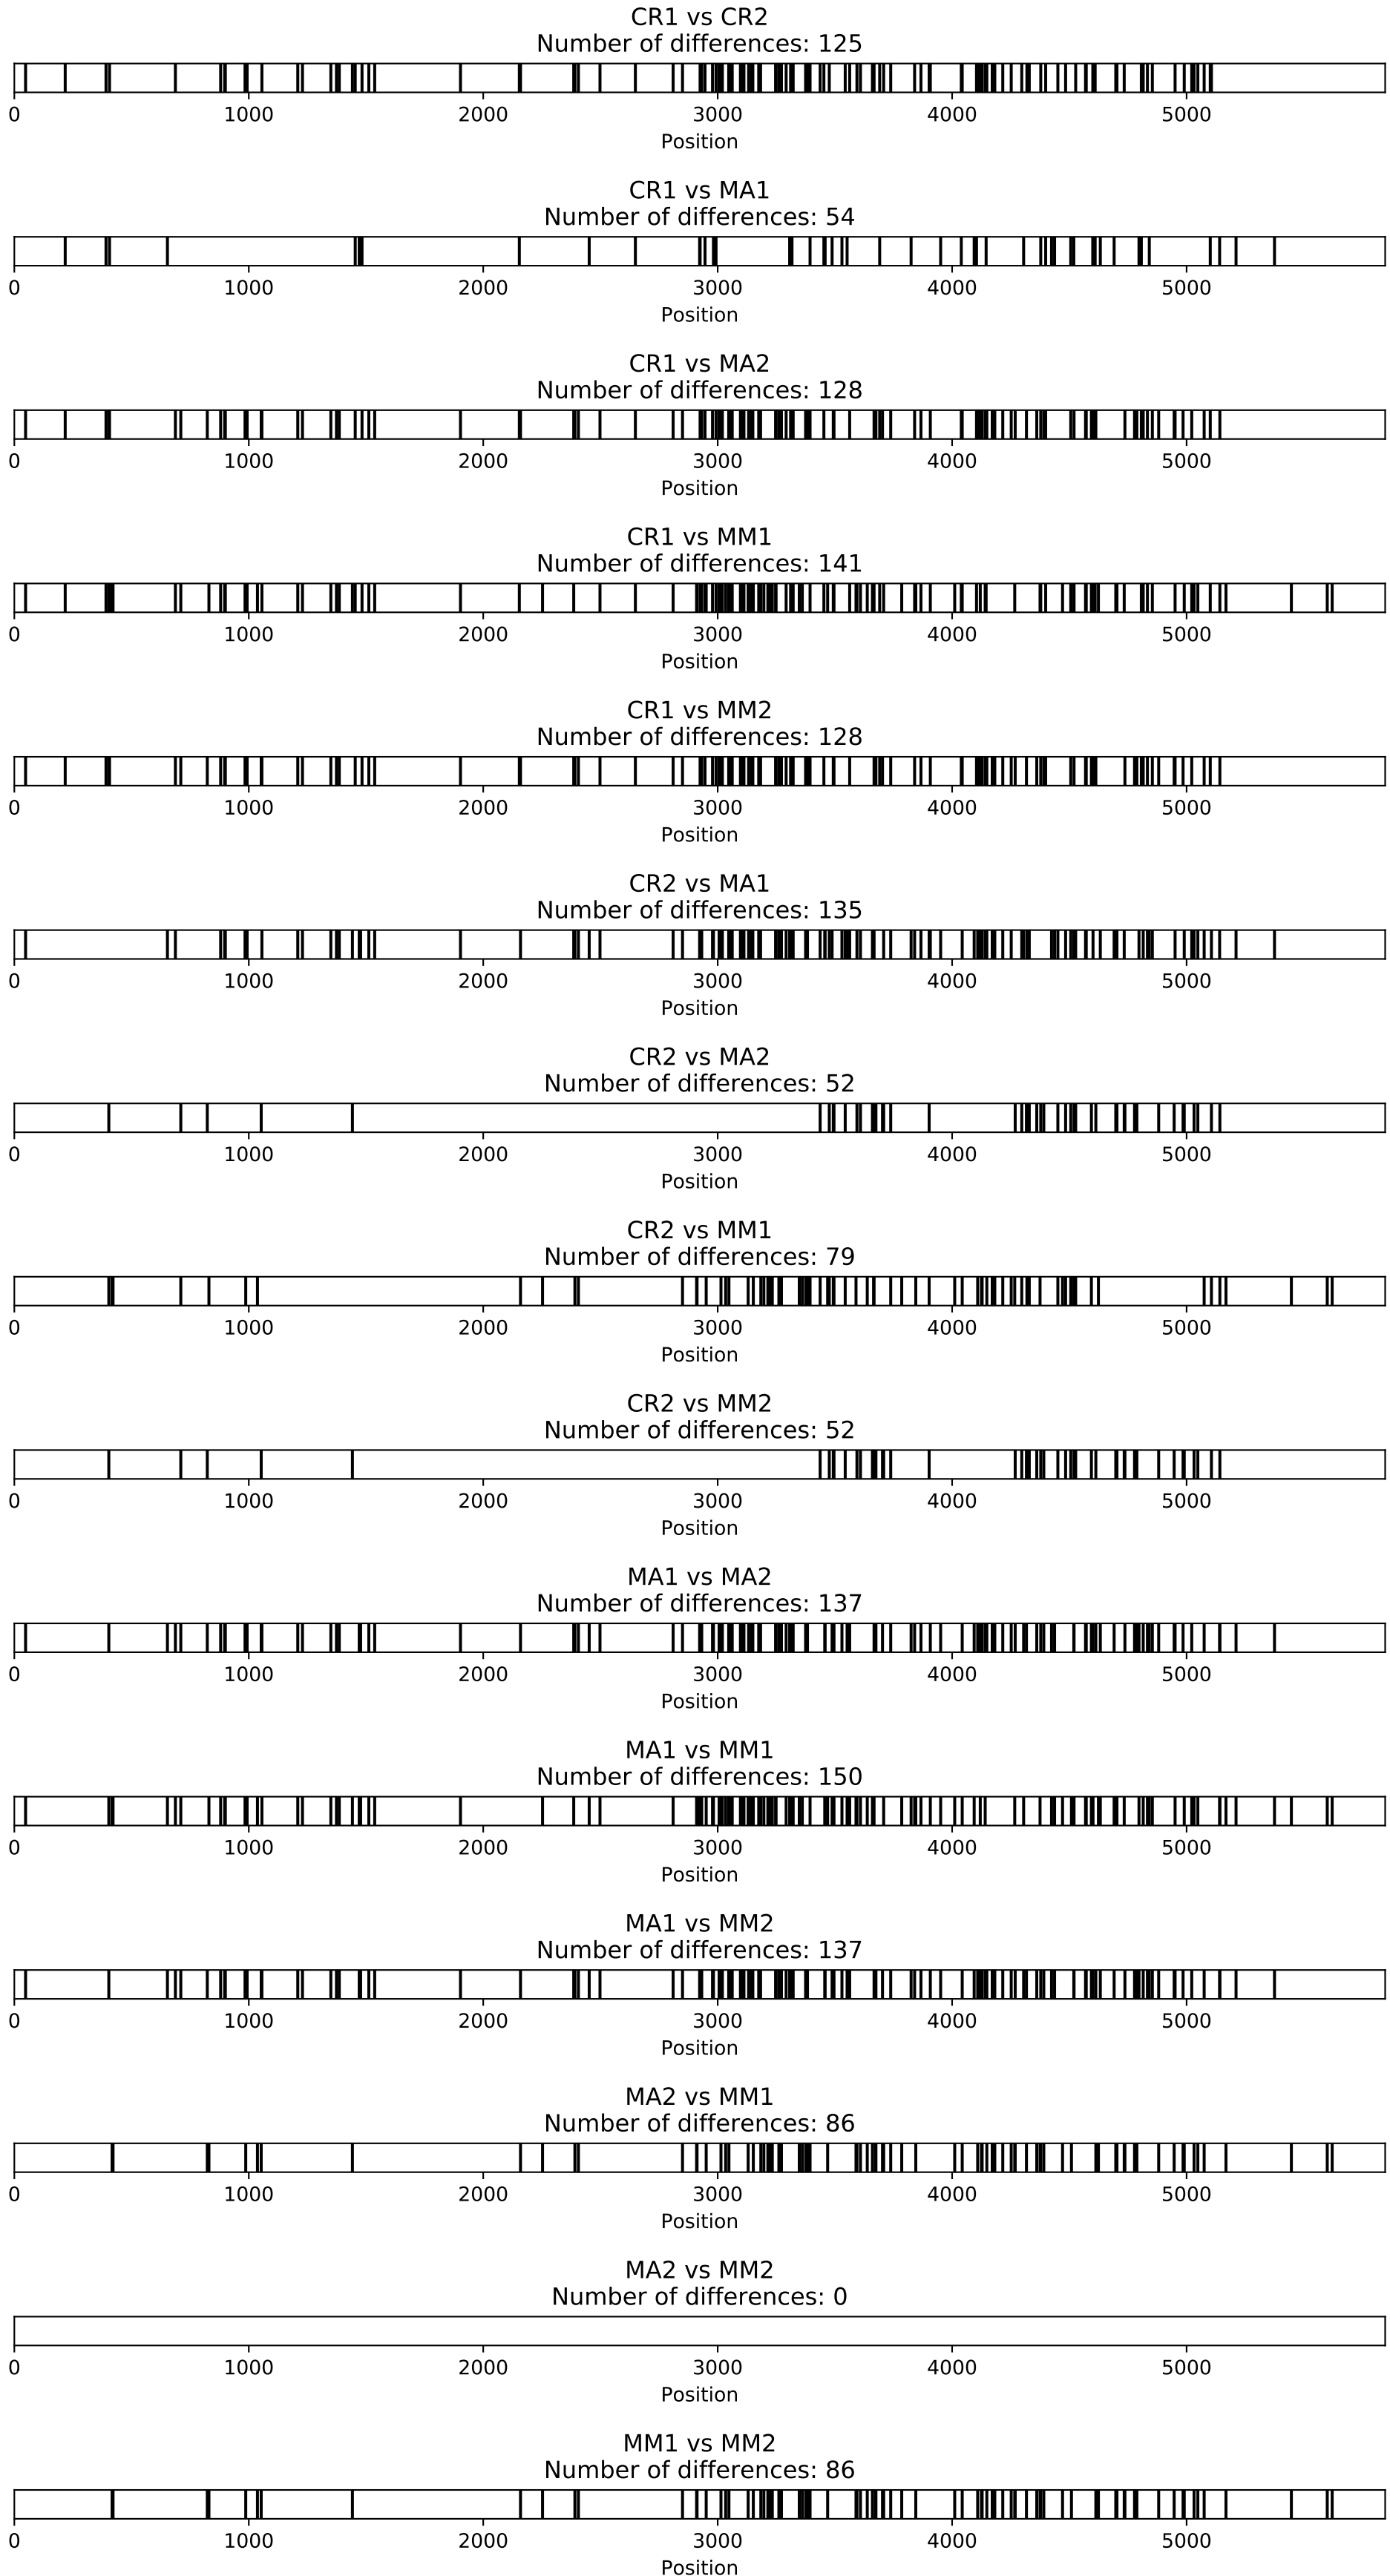 CR1 vs CR2
Number of differences: 125
0 1000 2000 3000 4000 5000
Position
CR1 vs MA1
Number of differences: 54
0 1000 2000 3000 4000 5000
Position
CR1 vs MA2
Number of differences: 128
0 1000 2000 3000 4000 5000
Position
CR1 vs MM1
Number of differences: 141
0 1000 2000 3000 4000 5000
Position
CR1 vs MM2
Number of differences: 128
0 1000 2000 3000 4000 5000
Position
CR2 vs MA1
Number of differences: 135
0 1000 2000 3000 4000 5000
Position
CR2 vs MA2
Number of differences: 52
0 1000 2000 3000 4000 5000
Position
CR2 vs MM1
Number of differences: 79
0 1000 2000 3000 4000 5000
Position
CR2 vs MM2
Number of differences: 52
0 1000 2000 3000 4000 5000
Position
MA1 vs MA2
Number of differences: 137
0 1000 2000 3000 4000 5000
Position
MA1 vs MM1
Number of differences: 150
0 1000 2000 3000 4000 5000
Position
MA1 vs MM2
Number of differences: 137
0 1000 2000 3000 4000 5000
Position
MA2 vs MM1
Number of differences: 86
0 1000 2000 3000 4000 5000
Position
MA2 vs MM2
Number of differences: 0
0 1000 2000 3000 4000 5000
Position
MM1 vs MM2
Number of differences: 86
0 1000 2000 3000 4000 5000
Position